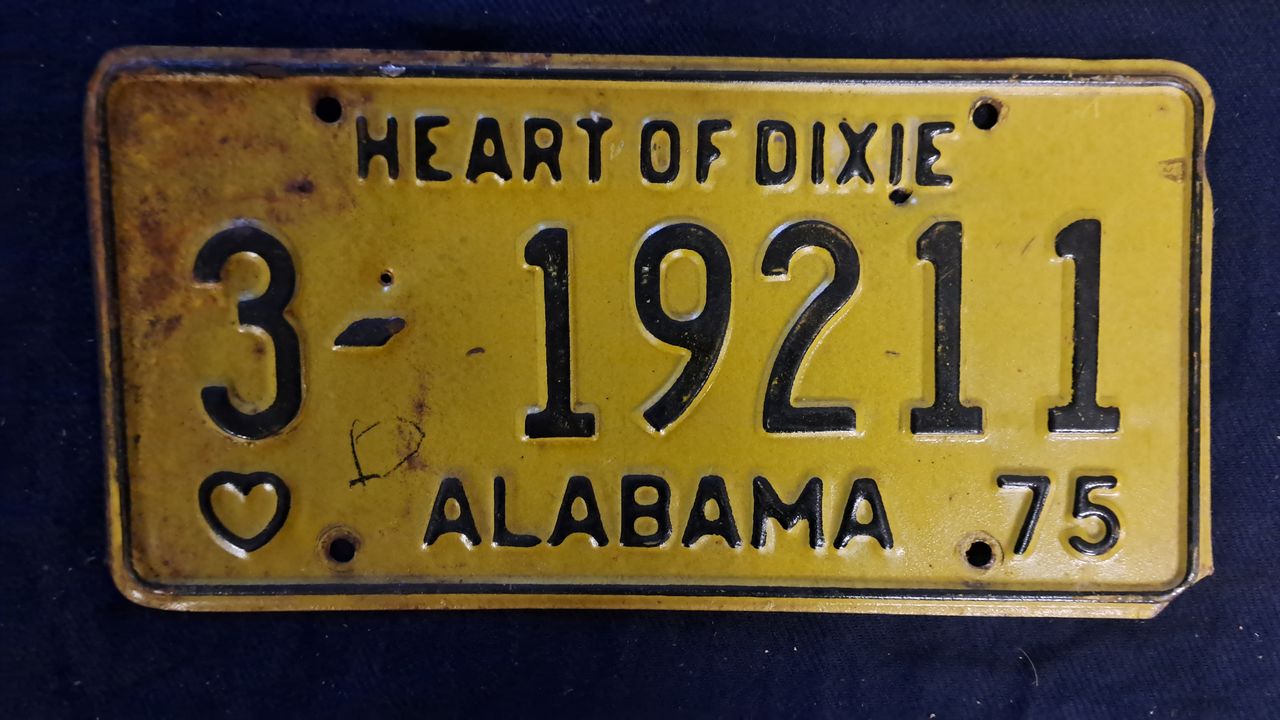 HEART OF DIXIE
3-19211
ALABAMA 75